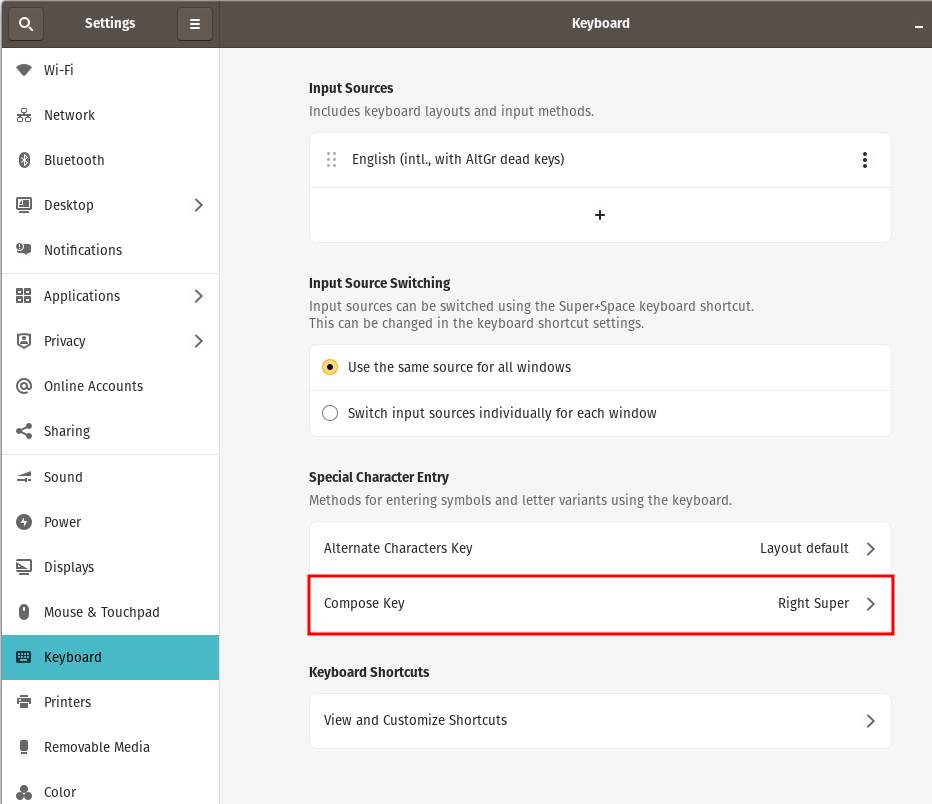 Settings
Keyboard
Wi-Fi
Network
Bluetooth
Desktop
Notifications
Applications
Privacy
Online Accounts
Sharing
Sound
Power
Displays
Mouse & Touchpad
Keyboard
Printers
Removable Media
Color
Input Sources
Includes keyboard layouts and input methods.
English (intl., with AltGr dead keys)
Input Source Switching
Input sources can be switched using the Super+Space keyboard shortcut.
This can be changed in the keyboard shortcut settings.
Use the same source for all windows
Switch input sources individually for each window
Special Character Entry
Methods for entering symbols and letter variants using the keyboard.
Alternate Characters Key Layout default
Compose Key Right Super
Keyboard Shortcuts
View and Customize Shortcuts